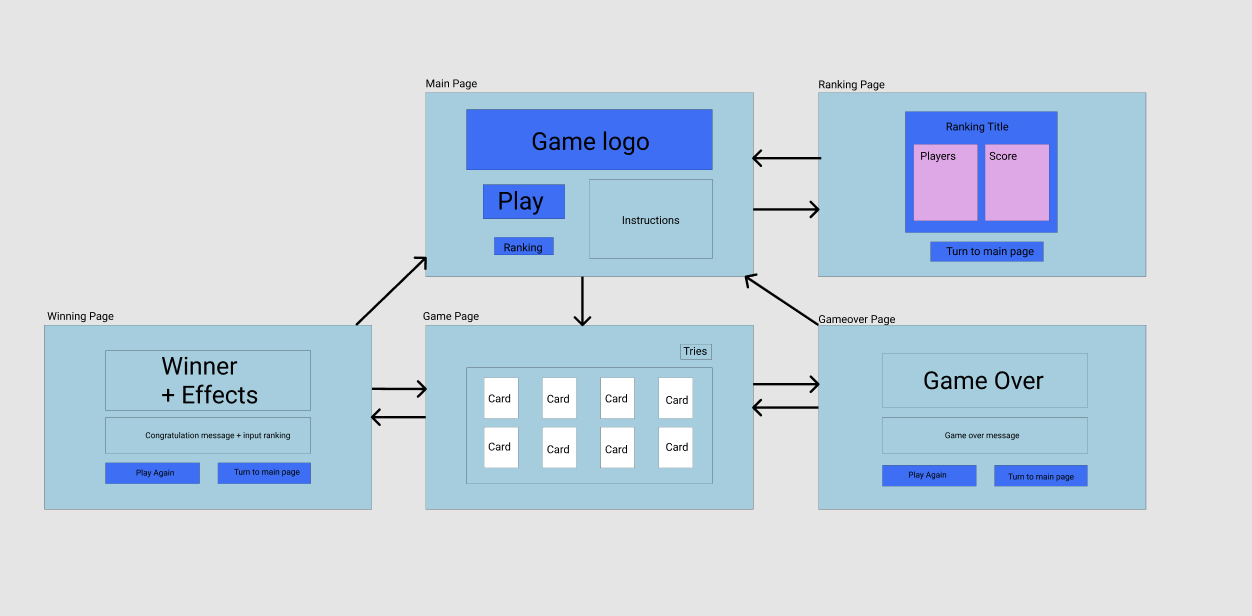 Main Page
Game logo
Play
Ranking
Instructions
Ranking Page
Ranking Title
Players
Score
Turn to main page
Winning Page
Winner
+ Effects
Congratulation message + input ranking
Play Again
Turn to main page
Game Page
Tries
Card
Card
Card
Card
Card
Card
Card
Card
Gameover Page
Game Over
Game over message
Play Again
Turn to main page